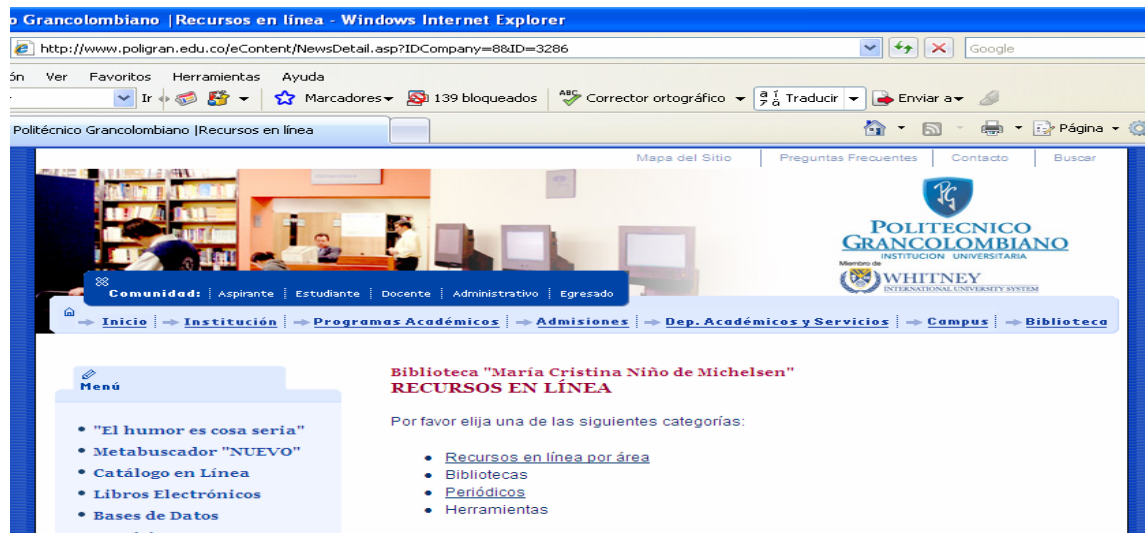 o Grancolombiano |Recursos en línea - Windows Internet Explorer
http://www.poligran.edu.co/eContent/NewsDetail.asp?IDCompany=8&ID=3286
Google
ón Ver Favoritos Herramientas Ayuda
Ir Marcadores 139 bloqueados ABC Corrector ortográfico Traducir Enviar a
Politécnico Grancolombiano |Recursos en línea
Página
Mapa del Sitio Preguntas Frecuentes Contacto Buscar
PG
POLITECNICO
GRANCOLOMBIANO
INSTITUCION UNIVERSITARIA
Miembro de
WHITNEY
INTERNATIONAL UNIVERSITY SYSTEM
Comunidad: Aspirante Estudiante Docente Administrativo Egresado
Inicio Institución Programas Académicos Admisiones Dep. Académicos y Servicios Campus Biblioteca
Menú
"El humor es cosa seria"
Metabuscador "NUEVO"
Catálogo en Línea
Libros Electrónicos
Bases de Datos
Biblioteca "María Cristina Niño de Michelsen"
RECURSOS EN LÍNEA
Por favor elija una de las siguientes categorías:
Recursos en línea por área
Bibliotecas
Periódicos
Herramientas